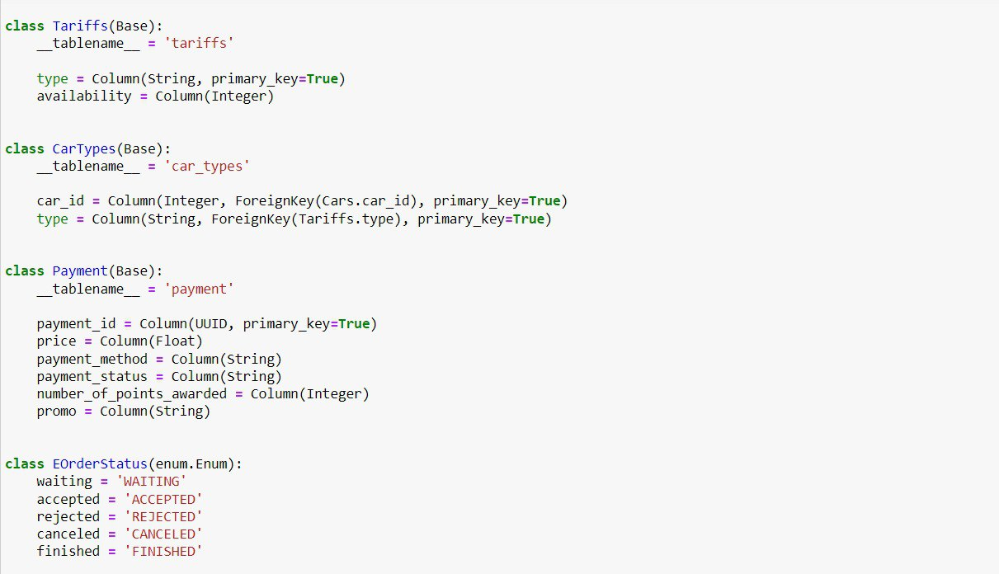 class Tariffs(Base):
    __tablename__ = 'tariffs'
    type = Column(String, primary_key=True)
    availability = Column(Integer)
class CarTypes(Base):
    __tablename__ = 'car_types'
    car_id = Column(Integer, ForeignKey(Cars.car_id), primary_key=True)
    type = Column(String, ForeignKey(Tariffs.type), primary_key=True)
class Payment(Base):
    __tablename__ = 'payment'
    payment_id = Column(UUID, primary_key=True)
    price = Column(Float)
    payment_method = Column(String)
    payment_status = Column(String)
    number_of_points_awarded = Column(Integer)
    promo = Column(String)
class EOrderStatus(enum.Enum):
    waiting = 'WAITING'
    accepted = 'ACCEPTED'
    rejected = 'REJECTED'
    canceled = 'CANCELED'
    finished = 'FINISHED'